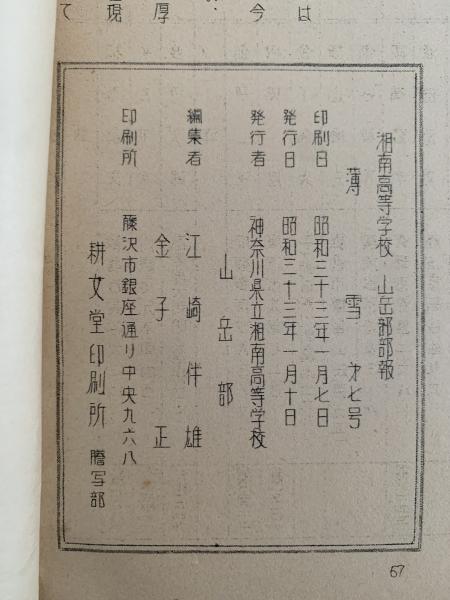 は
今
厚
現
て
湘南高等学校 山岳部部報
薄雪 第七号
印刷日 昭和三十三年一月七日
発行日 昭和三十三年一月十日
発行者 神奈川県立湘南高等学校
山岳部
編集者 江崎伴雄
金子正
印刷所 藤沢市銀座通り中央九六八
耕文堂印刷所 謄写部
57